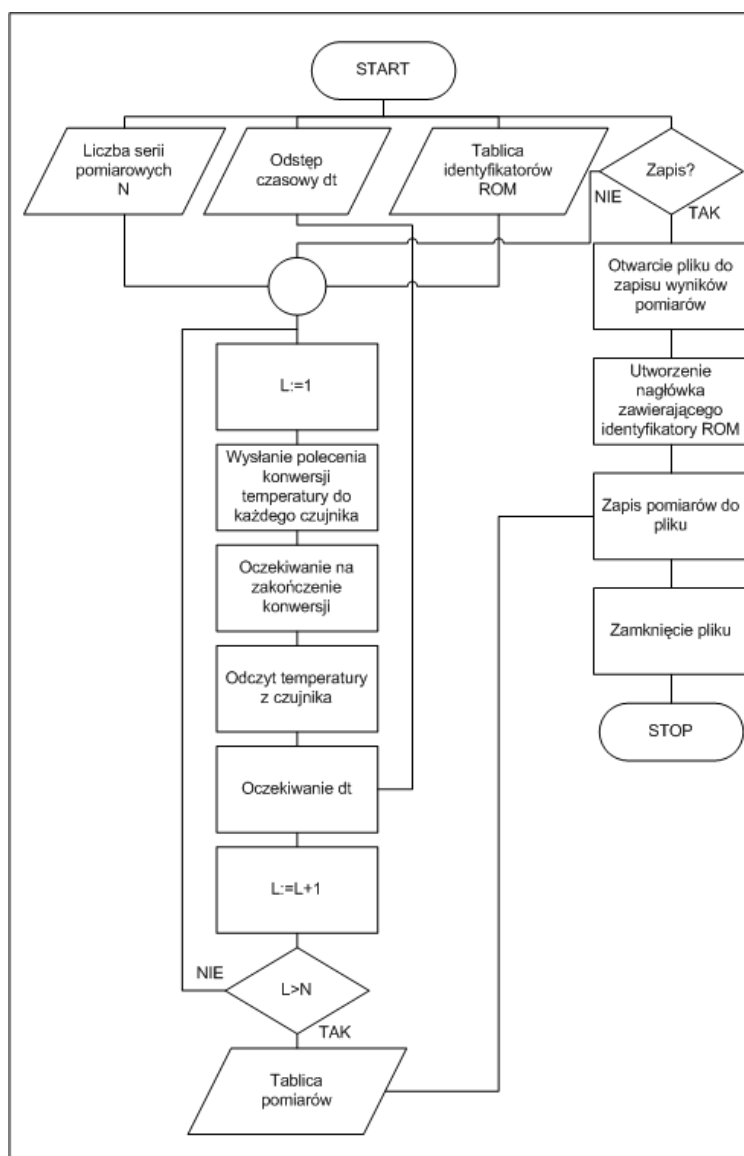 START
Liczba serii
pomiarowych
N
Odstęp
czasowy dt
Tablica
identyfikatorów
ROM
Zapis?
NIE
TAK
Otwarcie pliku do
zapisu wyników
pomiarów
L:=1
Utworzenie
nagłówka
zawierającego
identyfikatory ROM
Wysłanie polecenia
konwersji
temperatury do
każdego czujnika
Zapis pomiarów do
pliku
Oczekiwanie na
zakończenie
konwersji
Zamknięcie pliku
Odczyt temperatury
z czujnika
STOP
Oczekiwanie dt
L:=L+1
NIE
L>N
TAK
Tablica
pomiarów